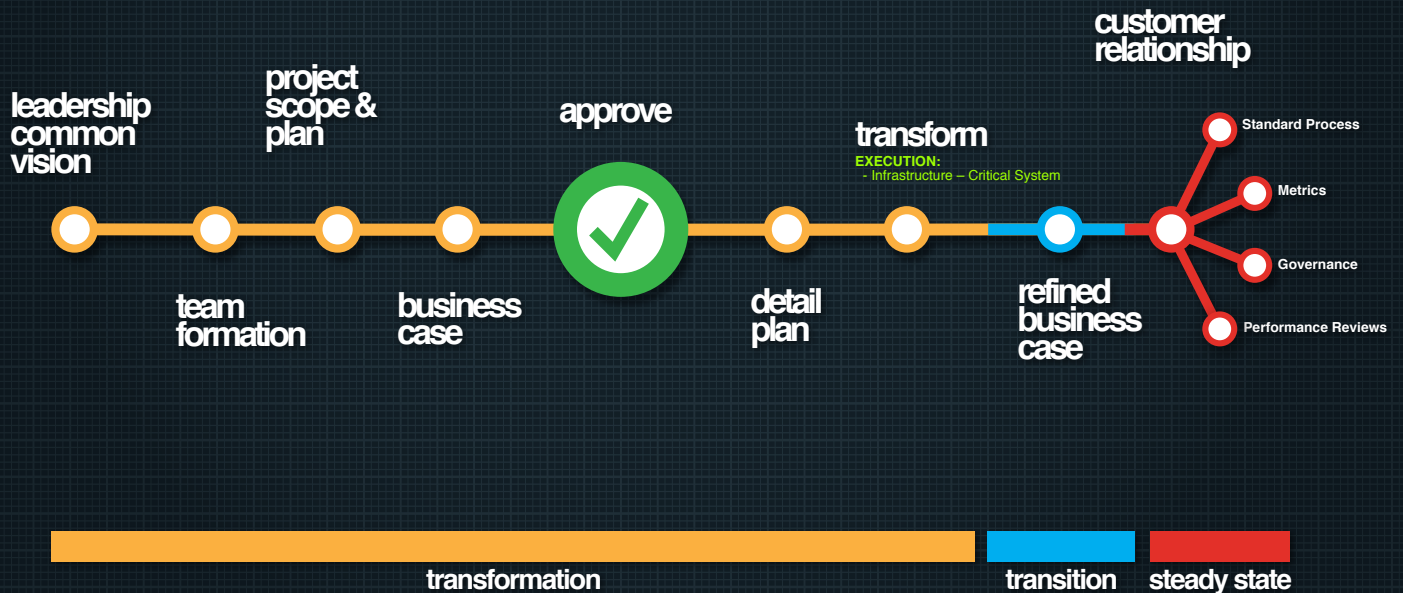 customer
relationship
leadership
common
vision
project
scope &
plan
approve
transform
EXECUTION:
- Infrastructure – Critical System
Standard Process
Metrics
Governance
Performance Reviews
team
formation
business
case
detail
plan
refined
business
case
transformation
transition
steady state